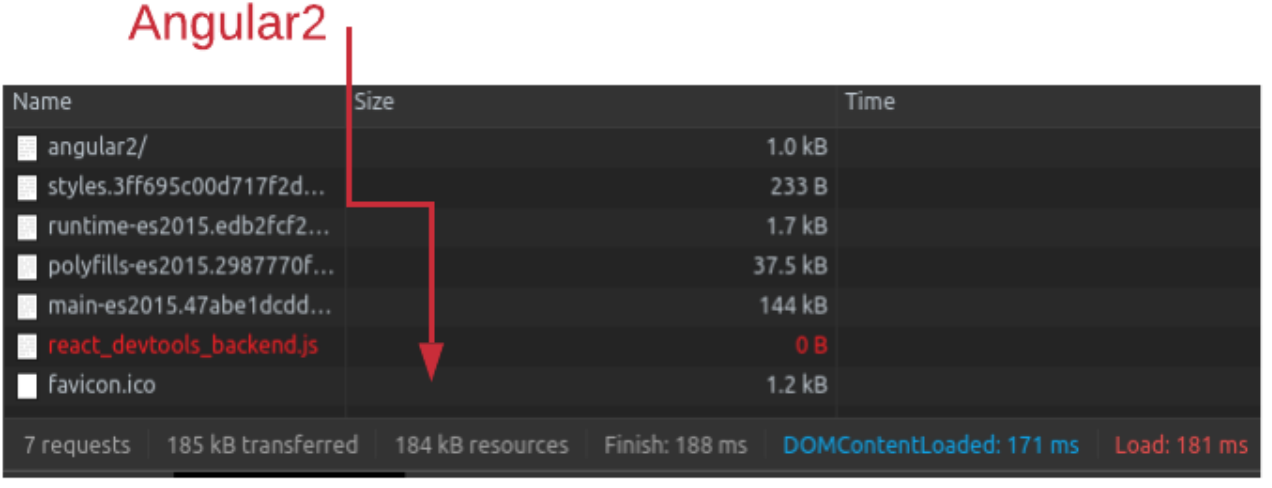 Angular2
Name Size Time
angular2/ 1.0 kB
styles.3ff695c00d717f2d... 233 B
runtime-es2015.edb2fcf2... 1.7 kB
polyfills-es2015.2987770f... 37.5 kB
main-es2015.47abe1dcdd... 144 kB
react_devtools_backend.js 0 B
favicon.ico 1.2 kB
7 requests 185 kB transferred 184 kB resources Finish: 188 ms DOMContentLoaded: 171 ms Load: 181 ms